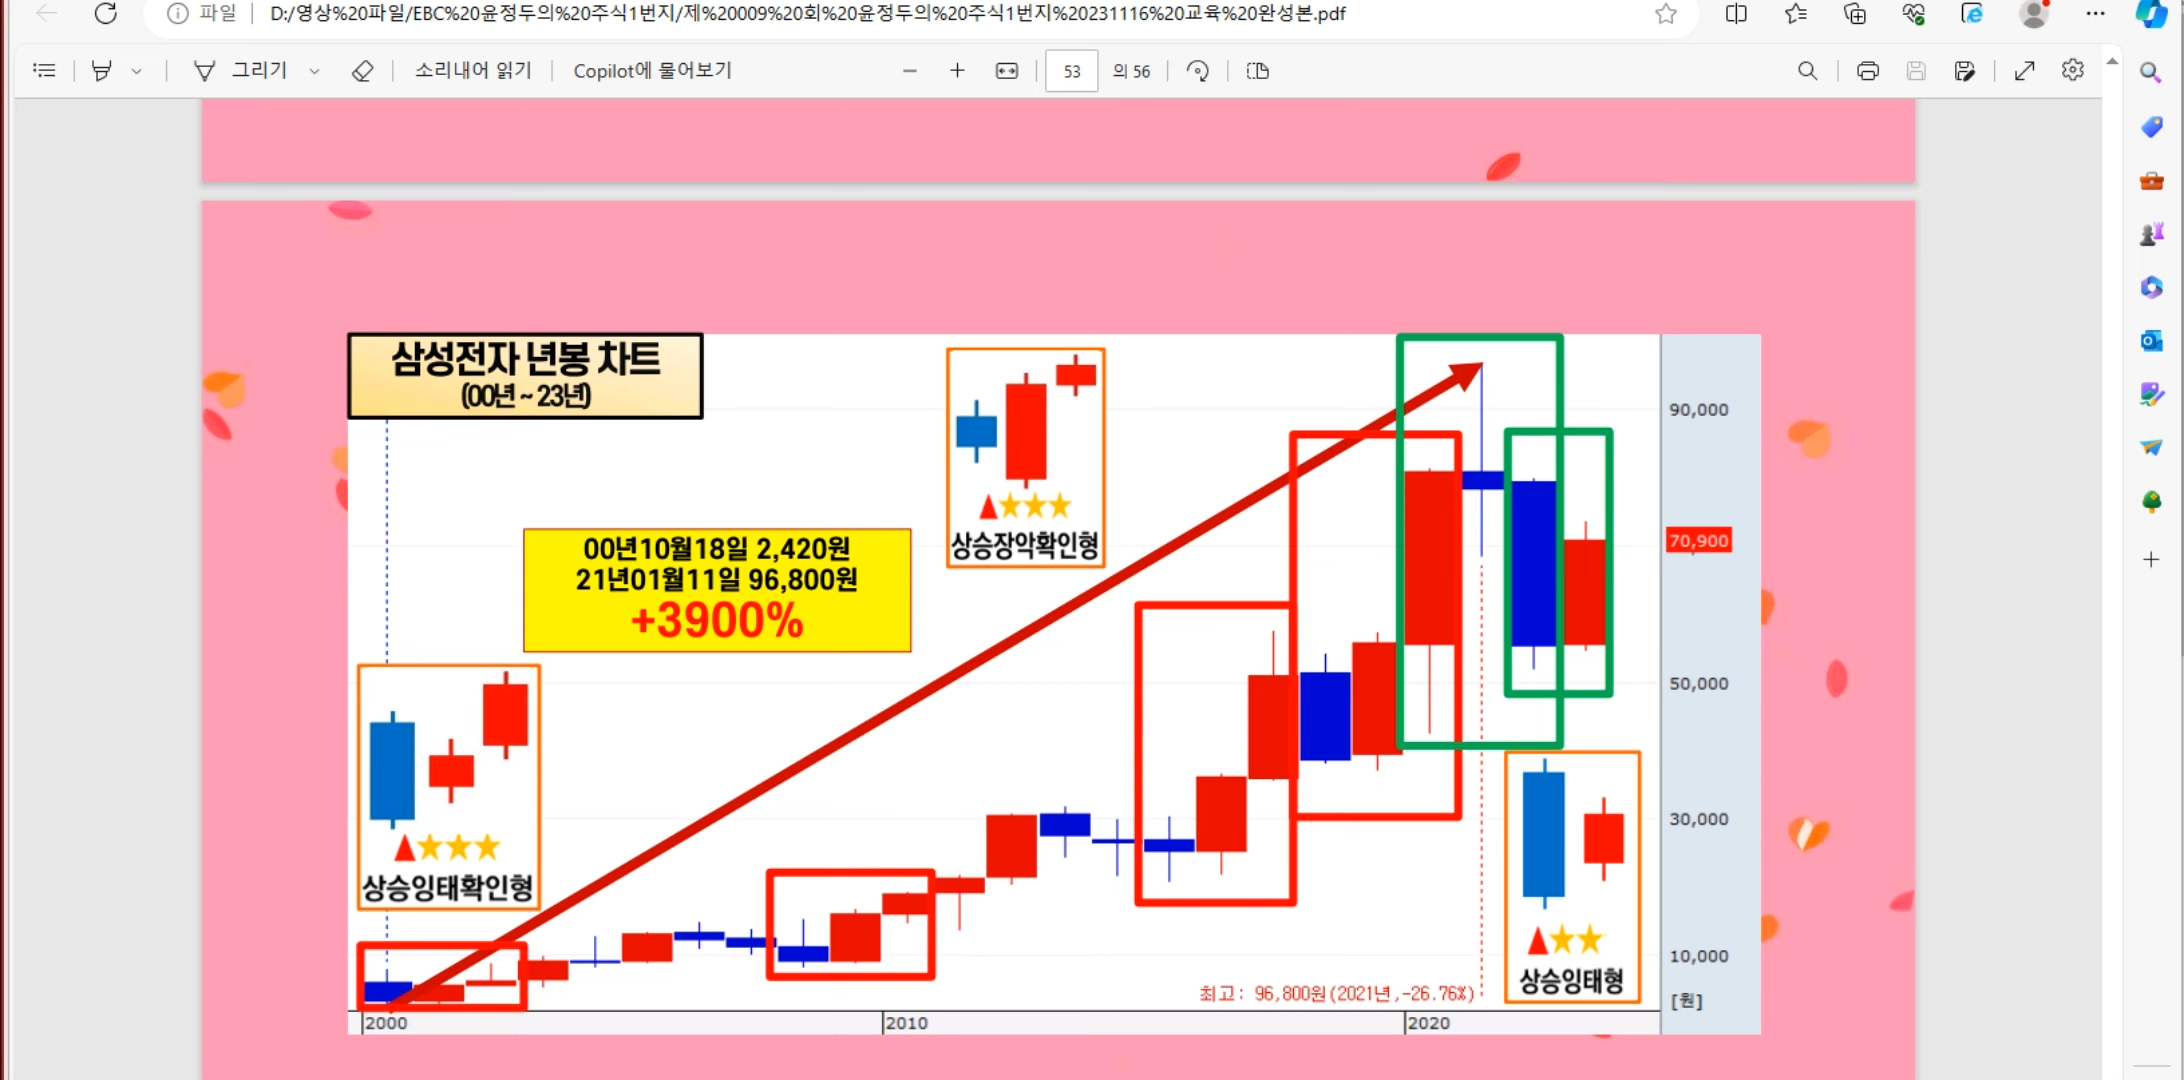 파일
D:/영상%20파일/EBC%20윤정두의%20주식1번지/제%20009%20회%20윤정두의%20주식1번지%20231116%20교육%20완성본.pdf
그리기
소리내어 읽기
Copilot에 물어보기
53
의 56
삼성전자 년봉 차트
(00년 ~ 23년)
상승장악확인형
00년10월18일 2,420원
21년01월11일 96,800원
+3900%
상승잉태확인형
상승잉태형
90,000
70,900
50,000
30,000
10,000
[원]
최고: 96,800원(2021년,-26.76%)
2000
2010
2020